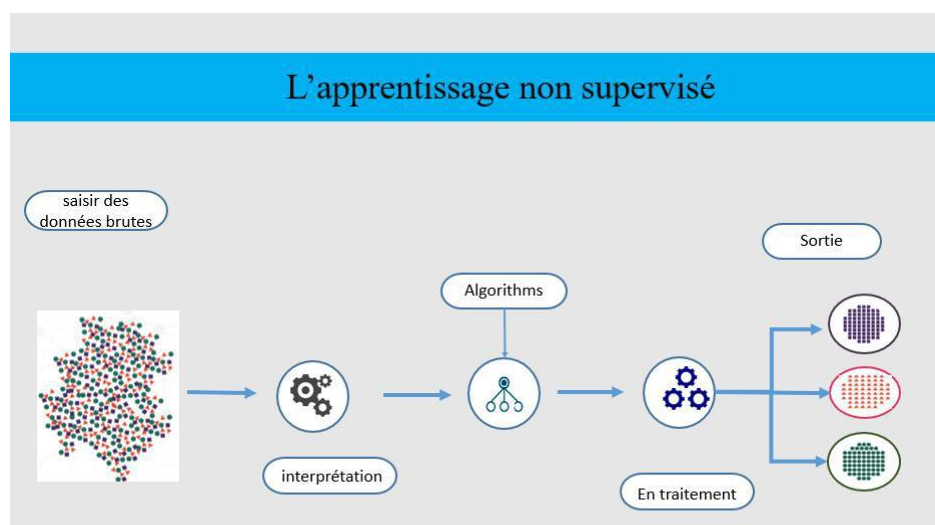 L’apprentissage non supervisé
saisir des
données brutes
Sortie
Algorithms
interprétation
En traitement